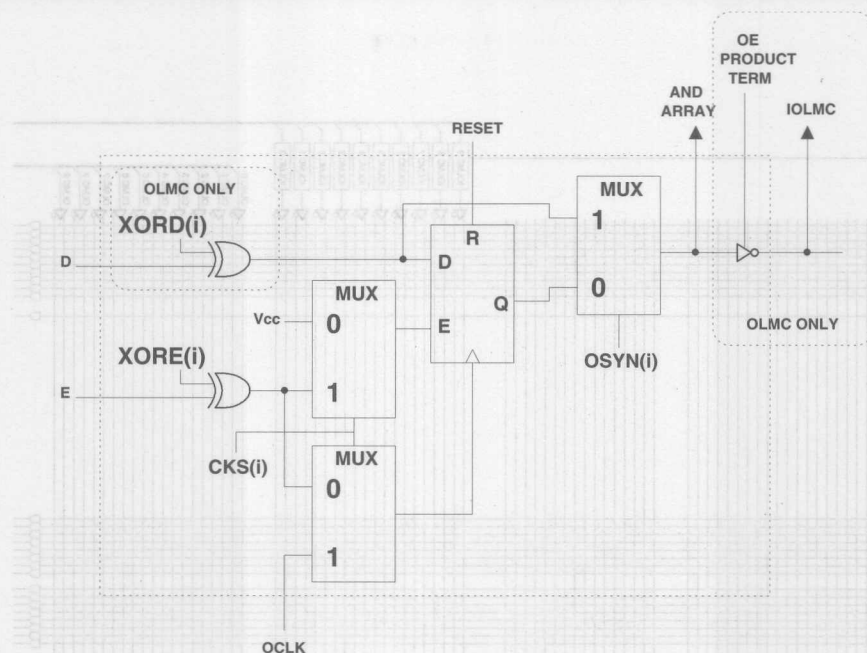 OE
PRODUCT
TERM
AND
ARRAY
IOLMC
RESET
OLMC ONLY
MUX
XORD(i)
1
R
D
D
MUX
Q
0
Vcc
0
E
OLMC ONLY
XORE(i)
OSYN(i)
E
1
MUX
CKS(i)
0
1
OCLK